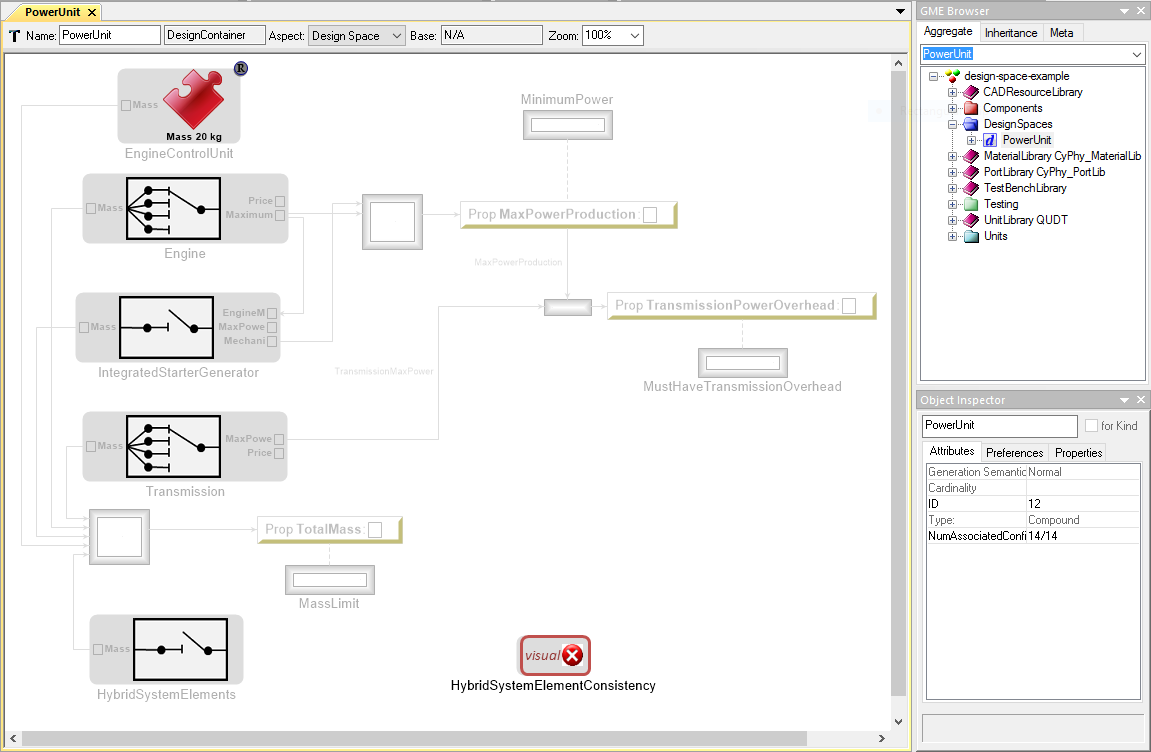 PowerUnit
T Name: PowerUnit DesignContainer Aspect: Design Space Base: N/A Zoom: 100%
Mass
R
Mass 20 kg
EngineControlUnit
MinimumPower
Mass
Price
Maximum
Engine
Prop MaxPowerProduction :
MaxPowerProduction
Mass
EngineM
MaxPowe
Mechani
IntegratedStarterGenerator
Prop TransmissionPowerOverhead :
TransmissionMaxPower
MustHaveTransmissionOverhead
Mass
MaxPowe
Price
Transmission
Prop TotalMass :
MassLimit
Mass
HybridSystemElements
visual
HybridSystemElementConsistency
GME Browser
Aggregate Inheritance Meta
PowerUnit
design-space-example
CADResourceLibrary
Components
DesignSpaces
d PowerUnit
MaterialLibrary CyPhy_MaterialLib
PortLibrary CyPhy_PortLib
TestBenchLibrary
Testing
UnitLibrary QUDT
Units
Object Inspector
PowerUnit for Kind
Attributes Preferences Properties
Generation Semantic Normal
Cardinality
ID 12
Type: Compound
NumAssociatedConfi 14/14